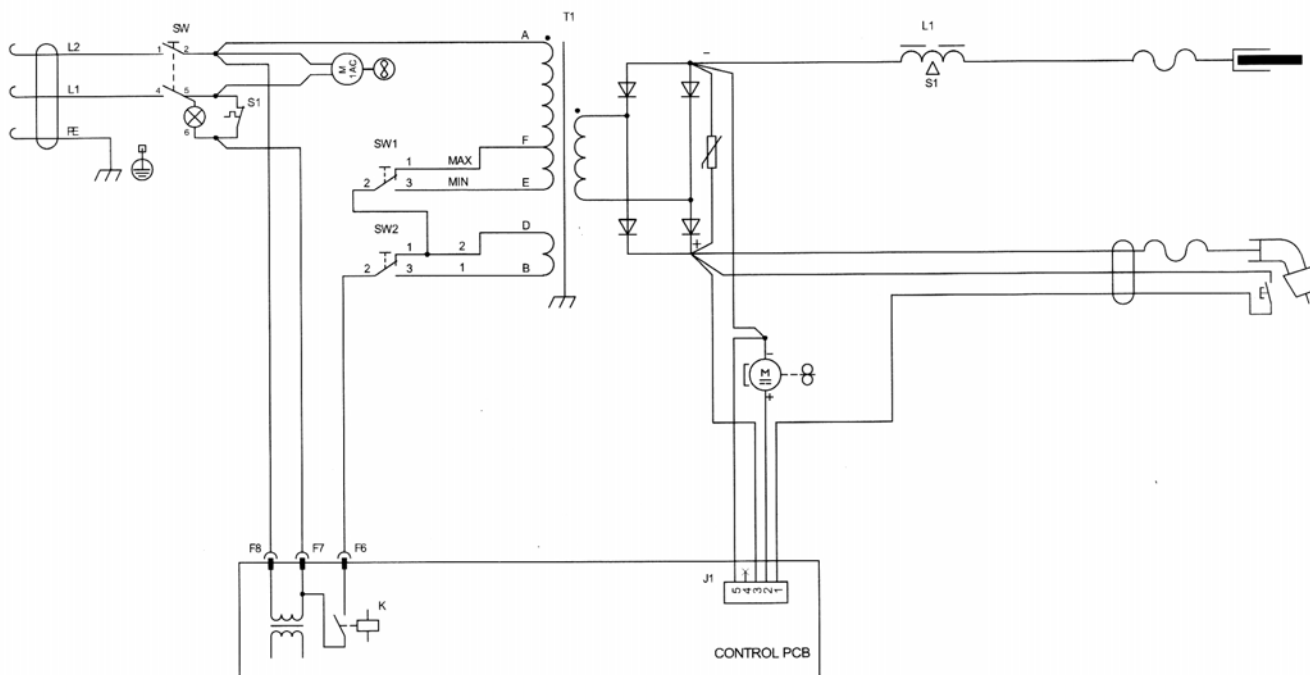 T1
SW
A
L1
L2
1
2
M
1AC
−
S1
L1
4
5
S1
6
PE
F
SW1
1
MAX
2
3
MIN
E
D
SW2
1
2
+
2
3
1
B
−
M
+
F8
F7
F6
J1
5
4
3
2
1
K
CONTROL PCB